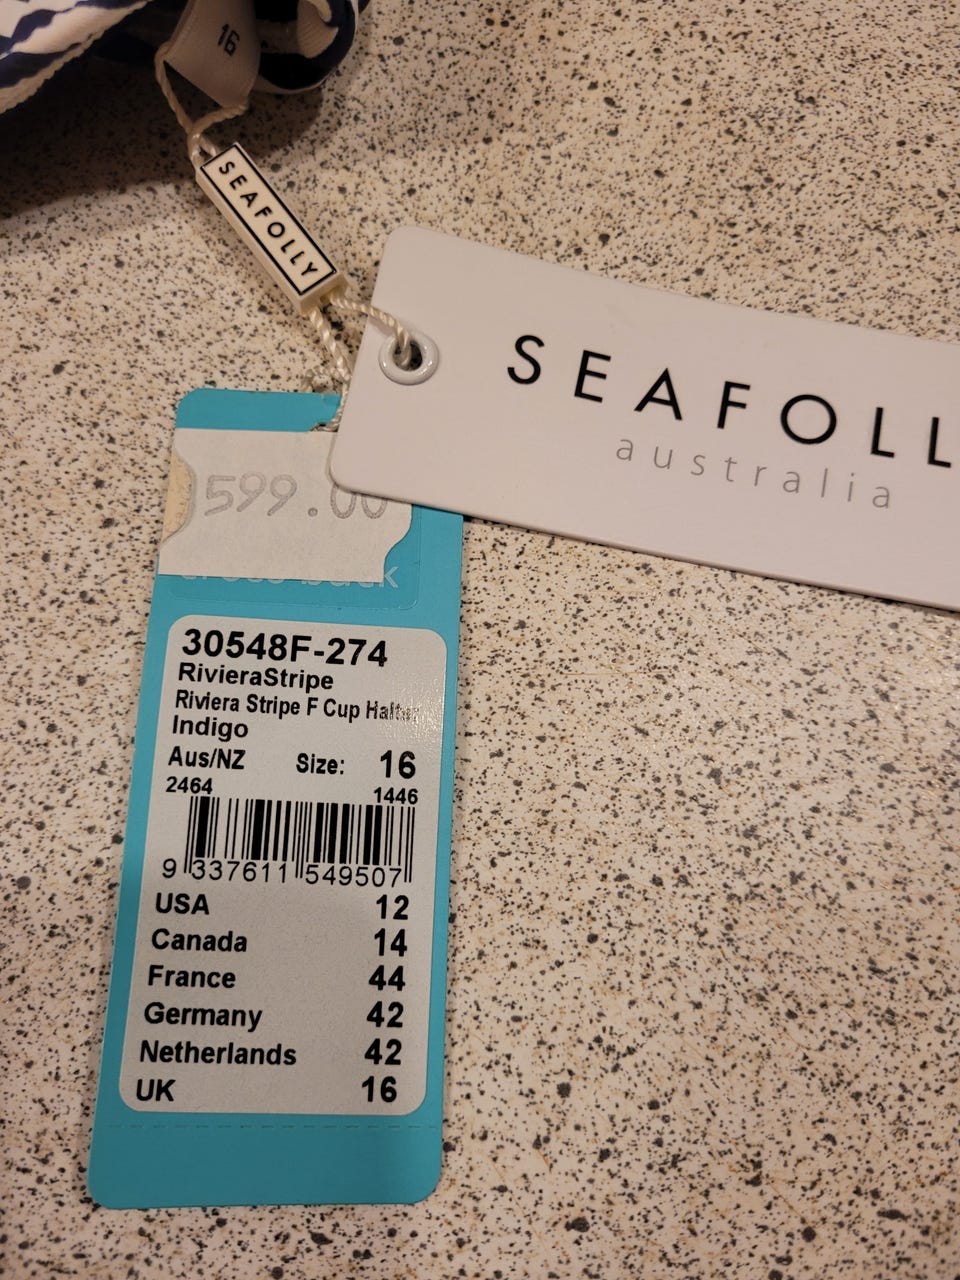 16
SEAFOLLY
SEAFOLL
australia
599.00
back
30548F-274
RivieraStripe
Riviera Stripe F Cup Halter
Indigo
Aus/NZ Size: 16
2464 1446
9 337611 549507
USA 12
Canada 14
France 44
Germany 42
Netherlands 42
UK 16